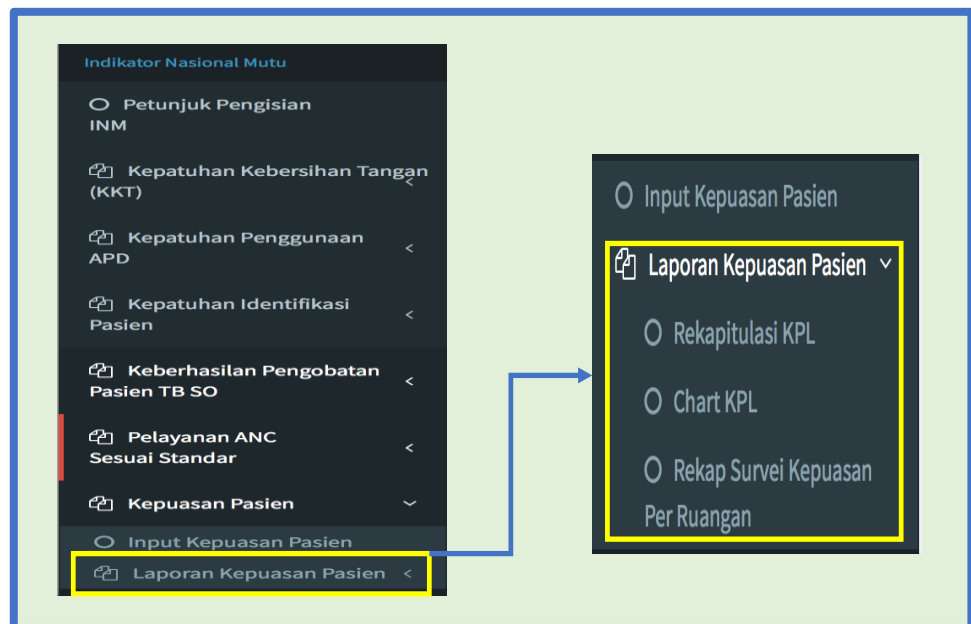 Indikator Nasional Mutu
Petunjuk Pengisian
INM
Kepatuhan Kebersihan Tangan
(KKT)
Kepatuhan Penggunaan
APD
Kepatuhan Identifikasi
Pasien
Keberhasilan Pengobatan
Pasien TB SO
Pelayanan ANC
Sesuai Standar
Kepuasan Pasien
Input Kepuasan Pasien
Laporan Kepuasan Pasien
Input Kepuasan Pasien
Laporan Kepuasan Pasien
Rekapitulasi KPL
Chart KPL
Rekap Survei Kepuasan
Per Ruangan